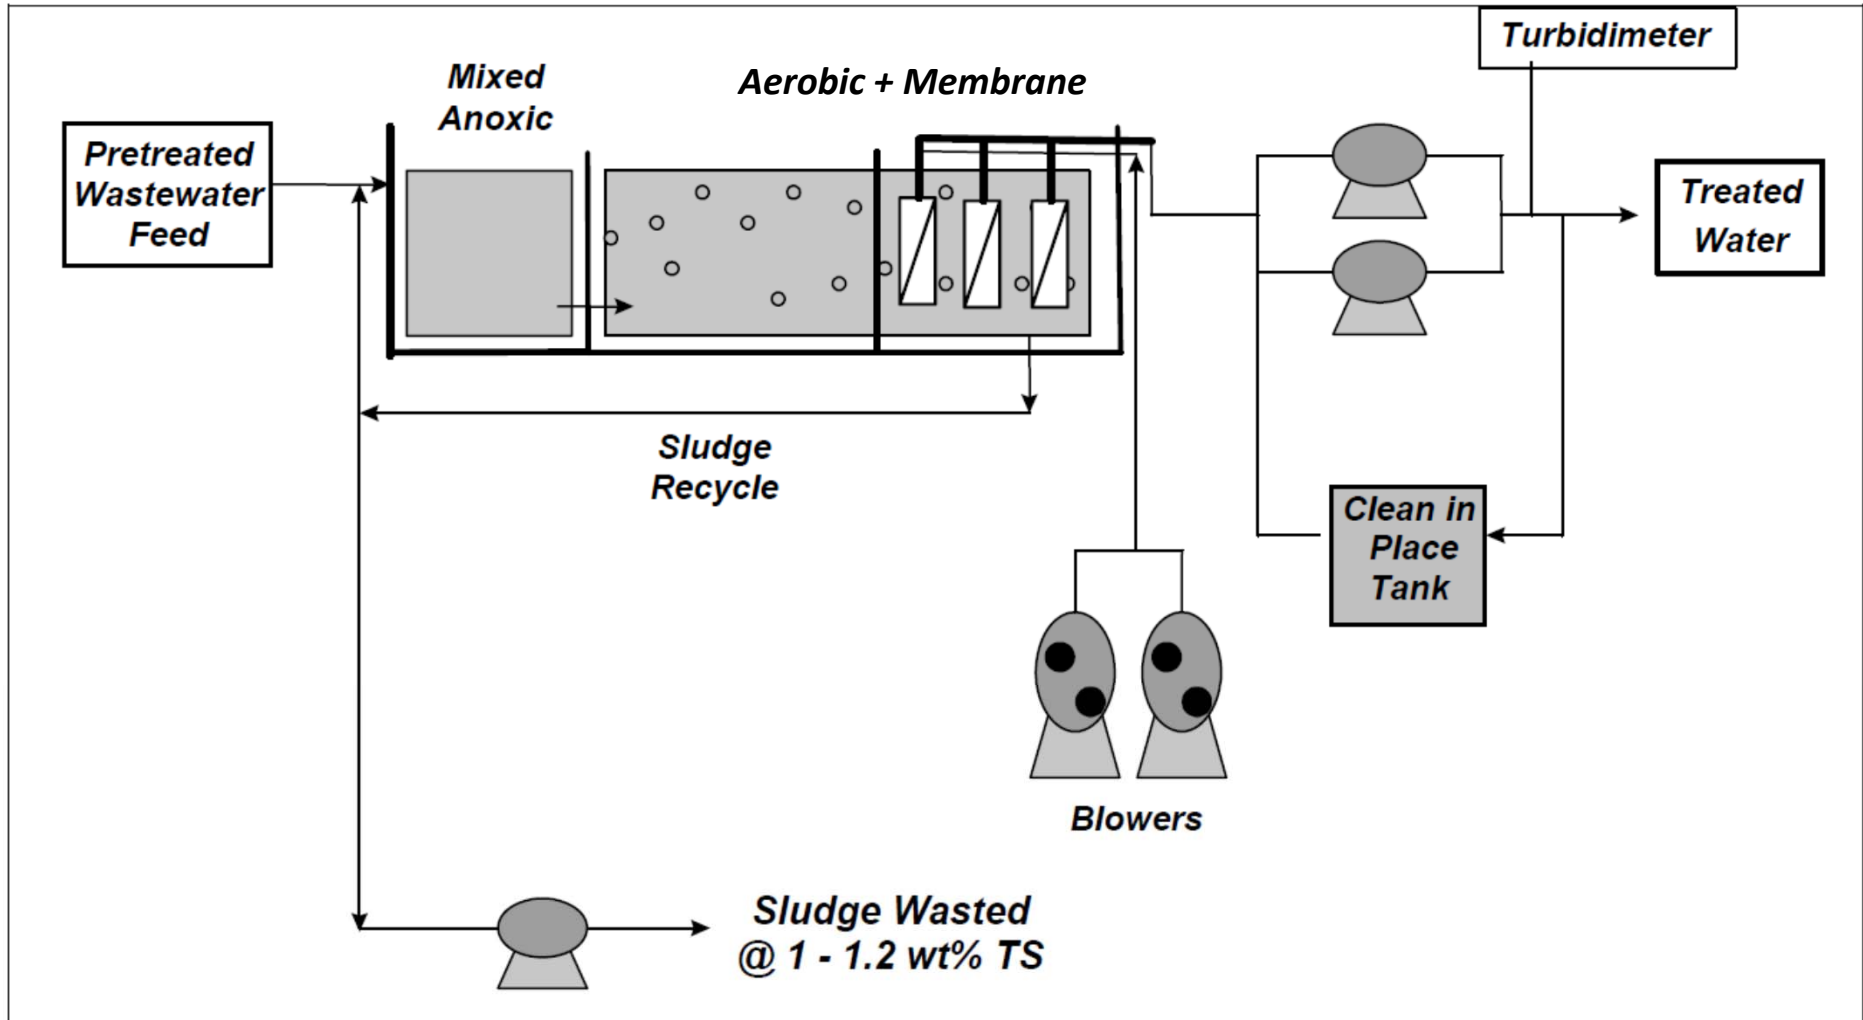 Turbidimeter
Mixed
Anoxic
Aerobic + Membrane
Pretreated
Wastewater
Feed
Treated
Water
Sludge
Recycle
Clean in
Place
Tank
Blowers
Sludge Wasted
@ 1 - 1.2 wt% TS